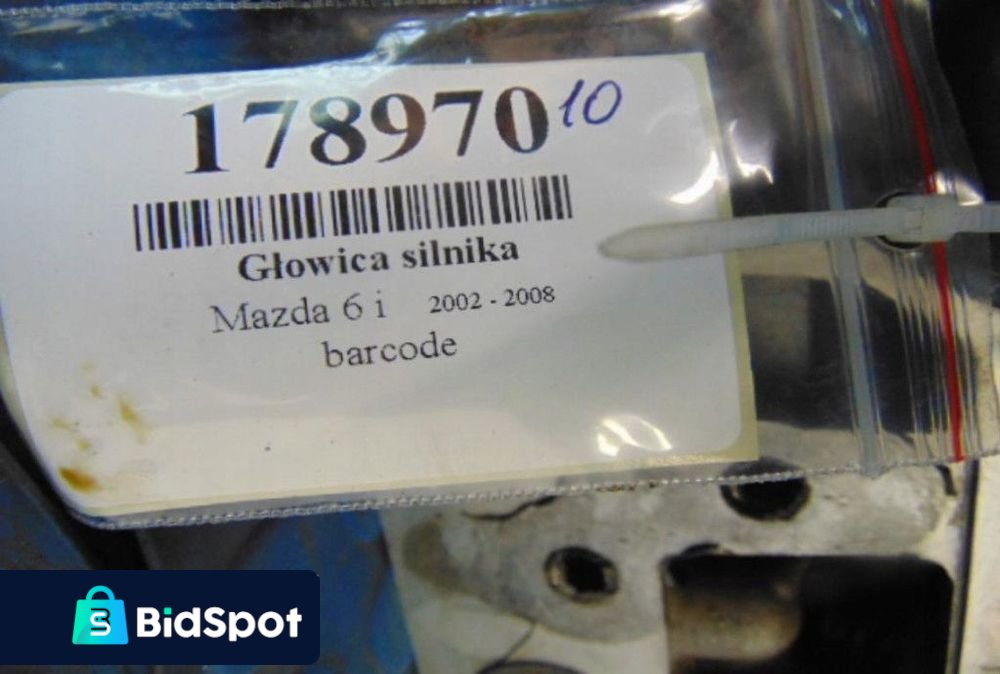 178970 10
Głowica silnika
Mazda 6 i 2002 - 2008
barcode
BidSpot